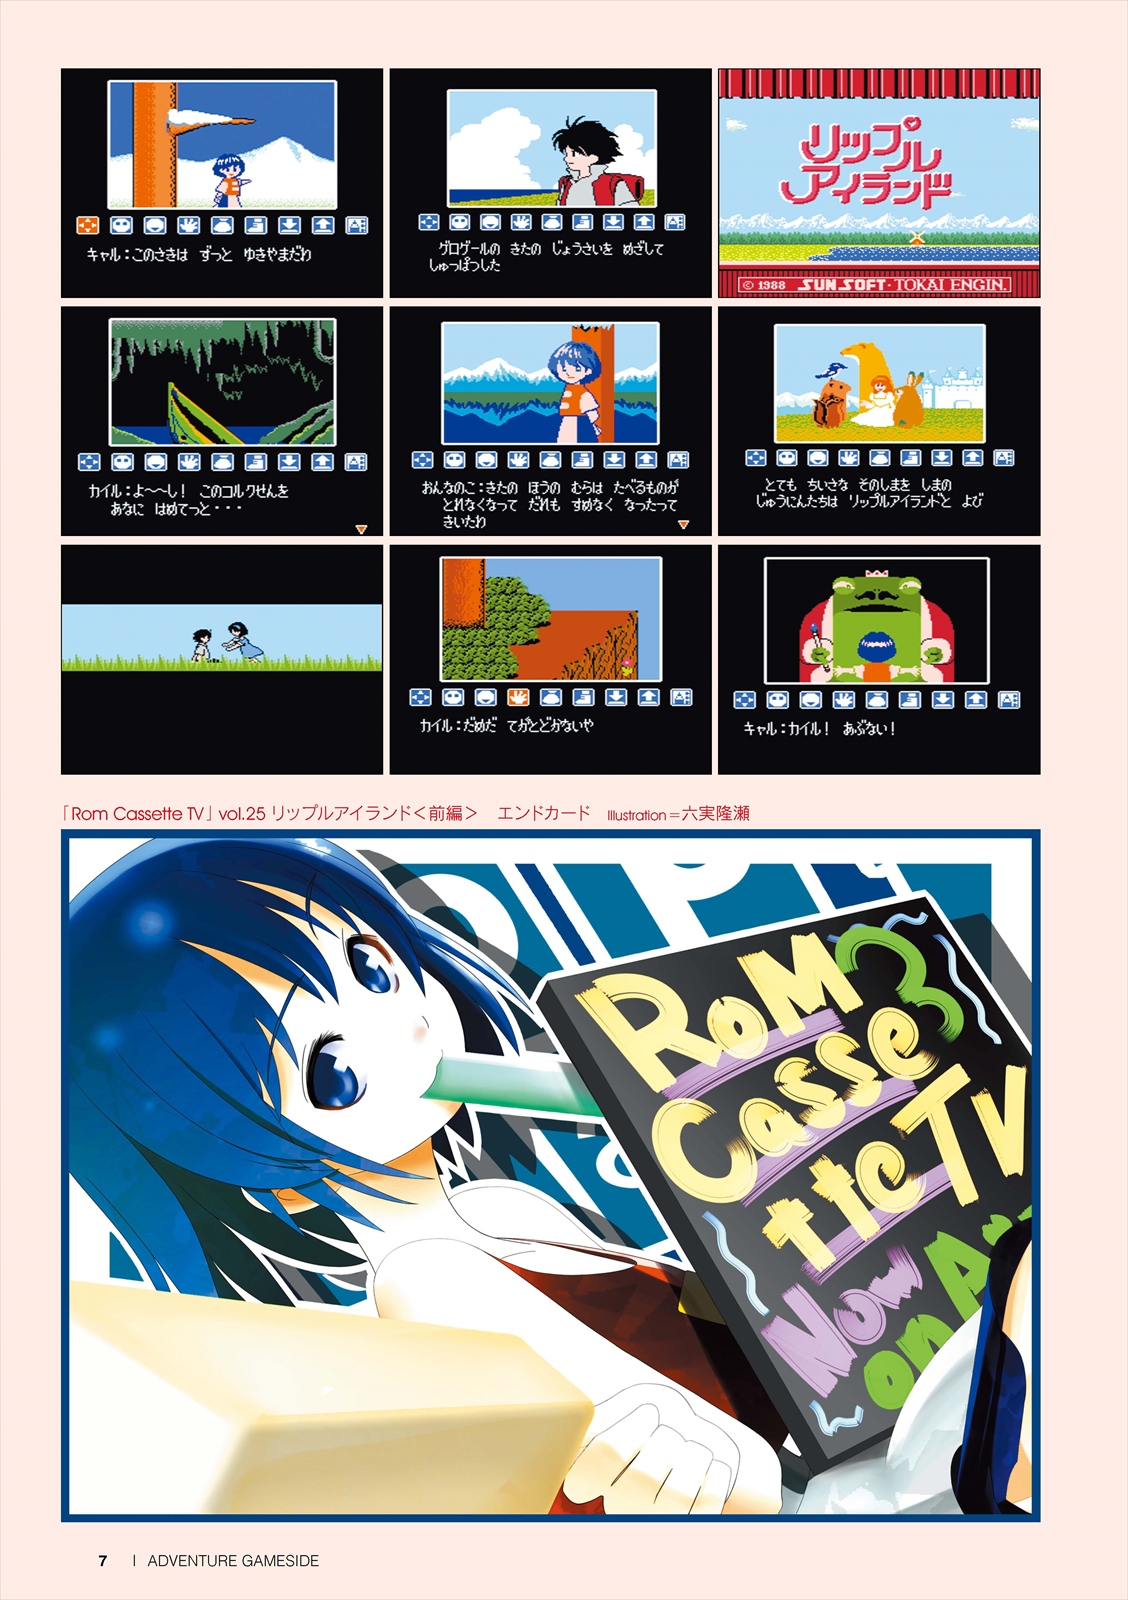 キャル：このさきは ずっと ゆきやまだわ
ゲロゲールの きたの じょうさいを めざして
しゅっぱつした
リップル
アイランド
© 1988 SUNSOFT・TOKAI ENGIN.
カイル：よ〜〜し！ このコルクせんを
あなに はめてっと・・・
おんなのこ：きたの ほうの むらは たべるものが
とれなくなって だれも すめなく なったって
きいたわ
とても ちいさな そのしまを しまの
じゅうにんたちは リップルアイランドと よび
カイル：だめだ てがとどかないや
キャル：カイル！ あぶない！
「Rom Cassette TV」vol.25 リップルアイランド＜前編＞　エンドカード　Illustration＝六実隆瀬
Rom 3
Casse
tteTV
Now
on A
7 | ADVENTURE GAMESIDE